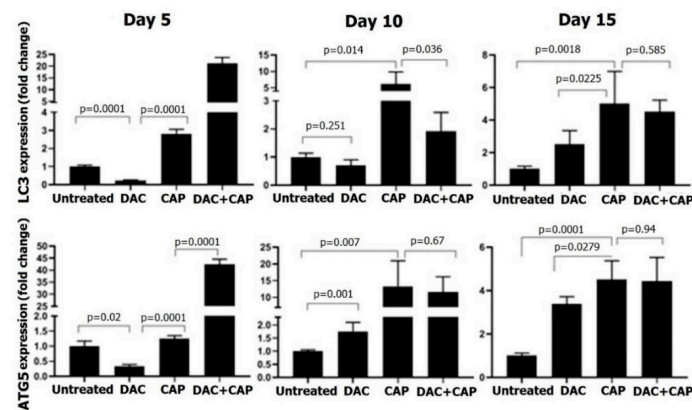 Day 5 Day 10 Day 15
LC3 expression (fold change)
25
20
15
10
5
4
3
2
1
0
p=0.0001 p=0.0001
Untreated DAC CAP DAC+CAP
15
10
5
3
2
1
0
p=0.014 p=0.036
p=0.251
Untreated DAC CAP DAC+CAP
8
6
4
2
0
p=0.0018 p=0.585
p=0.0225
Untreated DAC CAP DAC+CAP
ATG5 expression (fold change)
50
45
40
35
30
25
2.0
1.5
1.0
0.5
0.0
p=0.0001
p=0.02 p=0.0001
Untreated DAC CAP DAC+CAP
25
20
15
10
5
2.0
1.5
1.0
0.5
0.0
p=0.007 p=0.67
p=0.001
Untreated DAC CAP DAC+CAP
6
4
2
0
p=0.0001 p=0.94
p=0.0279
Untreated DAC CAP DAC+CAP